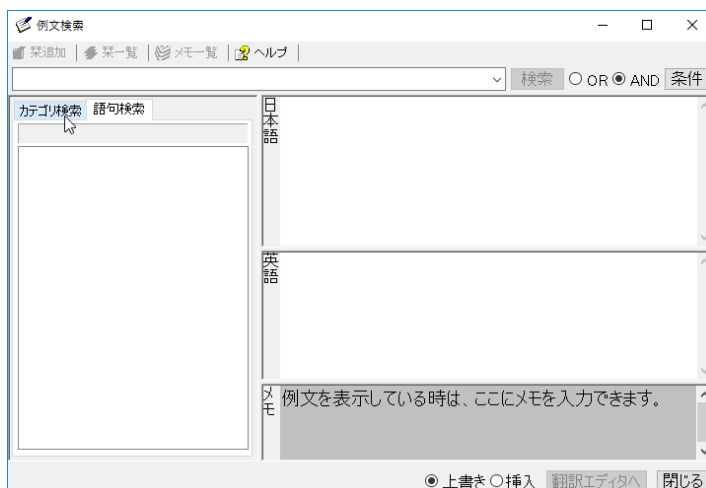 例文検索
栞追加 栞一覧 メモ一覧 ヘルプ
検索 OR AND 条件
カテゴリ検索 語句検索
日本語
英語
メモ
例文を表示している時は、ここにメモを入力できます。
上書き 挿入 翻訳エディタへ 閉じる